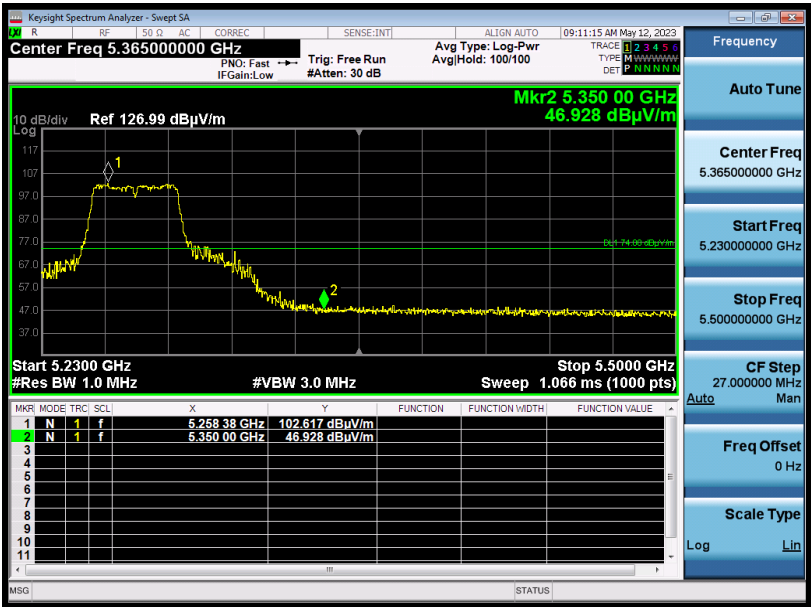 Keysight Spectrum Analyzer - Swept SA
LXI R RF 50 Ω AC CORREC SENSE:INT ALIGN AUTO 09:11:15 AM May 12, 2023
Center Freq 5.365000000 GHz
PNO: Fast
IFGain:Low
Trig: Free Run
#Atten: 30 dB
Avg Type: Log-Pwr
Avg|Hold: 100/100
TRACE 1 2 3 4 5 6
TYPE M W W W W W
DET P N N N N N
Mkr2 5.350 00 GHz
46.928 dBµV/m
10 dB/div Ref 126.99 dBµV/m
Log
117
107
97.0
87.0
77.0
67.0
57.0
47.0
37.0
1
2
DL1 74.00 dBµV/m
Start 5.2300 GHz Stop 5.5000 GHz
#Res BW 1.0 MHz #VBW 3.0 MHz Sweep 1.066 ms (1000 pts)
MKR MODE TRC SCL X Y FUNCTION FUNCTION WIDTH FUNCTION VALUE
1 N 1 f 5.258 38 GHz 102.617 dBµV/m
2 N 1 f 5.350 00 GHz 46.928 dBµV/m
3
4
5
6
7
8
9
10
11
MSG STATUS
Frequency
Auto Tune
Center Freq
5.365000000 GHz
Start Freq
5.230000000 GHz
Stop Freq
5.500000000 GHz
CF Step
27.000000 MHz
Auto Man
Freq Offset
0 Hz
Scale Type
Log Lin